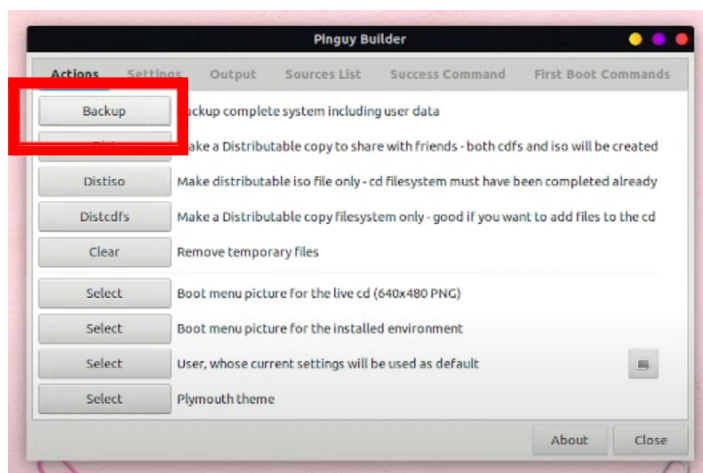 Pinguy Builder
Actions Settings Output Sources List Success Command First Boot Commands
Backup Backup complete system including user data
Make a Distributable copy to share with friends - both cdfs and iso will be created
Distiso Make distributable iso file only - cd filesystem must have been completed already
Distcdfs Make a Distributable copy filesystem only - good if you want to add files to the cd
Clear Remove temporary files
Select Boot menu picture for the live cd (640x480 PNG)
Select Boot menu picture for the installed environment
Select User, whose current settings will be used as default
Select Plymouth theme
About Close